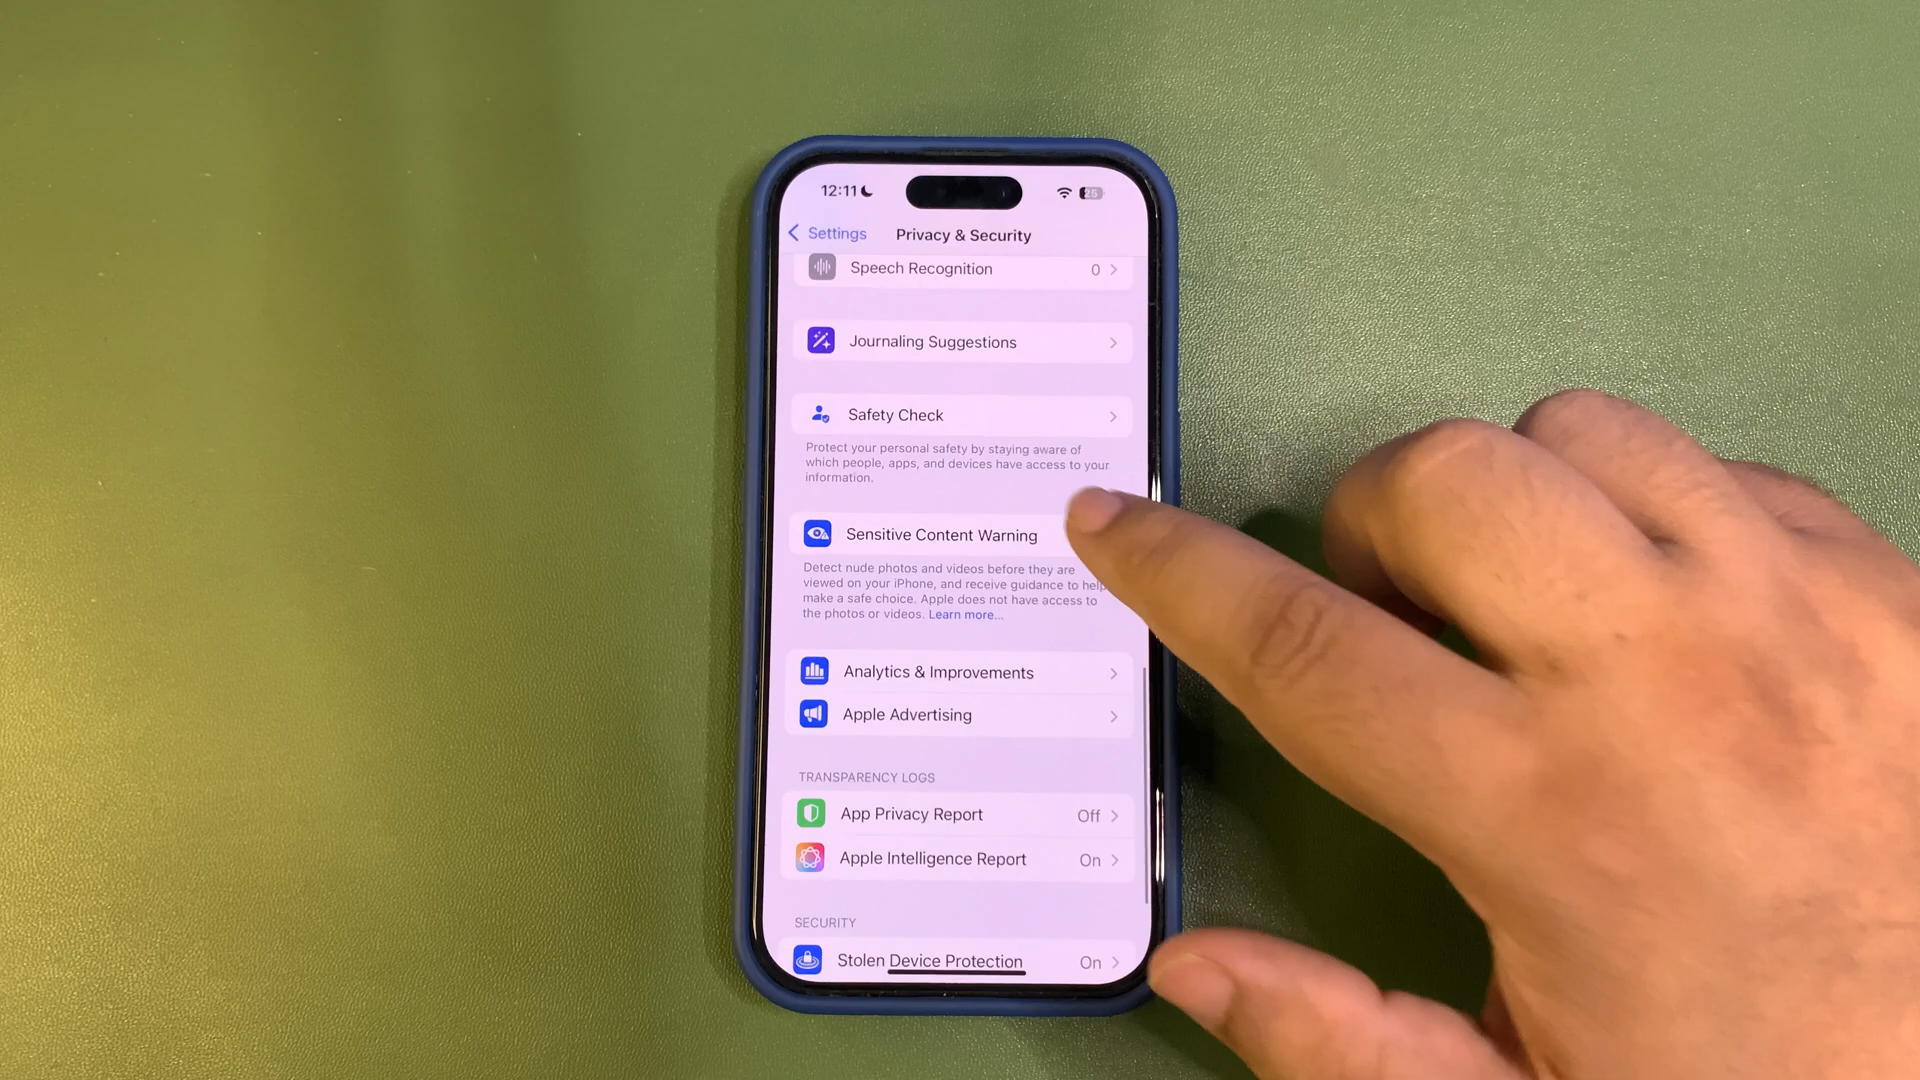 12:11
25
Settings
Privacy & Security
Speech Recognition 0
Journaling Suggestions
Safety Check
Protect your personal safety by staying aware of
which people, apps, and devices have access to your
information.
Sensitive Content Warning
Detect nude photos and videos before they are
viewed on your iPhone, and receive guidance to help
make a safe choice. Apple does not have access to
the photos or videos. Learn more...
Analytics & Improvements
Apple Advertising
TRANSPARENCY LOGS
App Privacy Report Off
Apple Intelligence Report On
SECURITY
Stolen Device Protection On